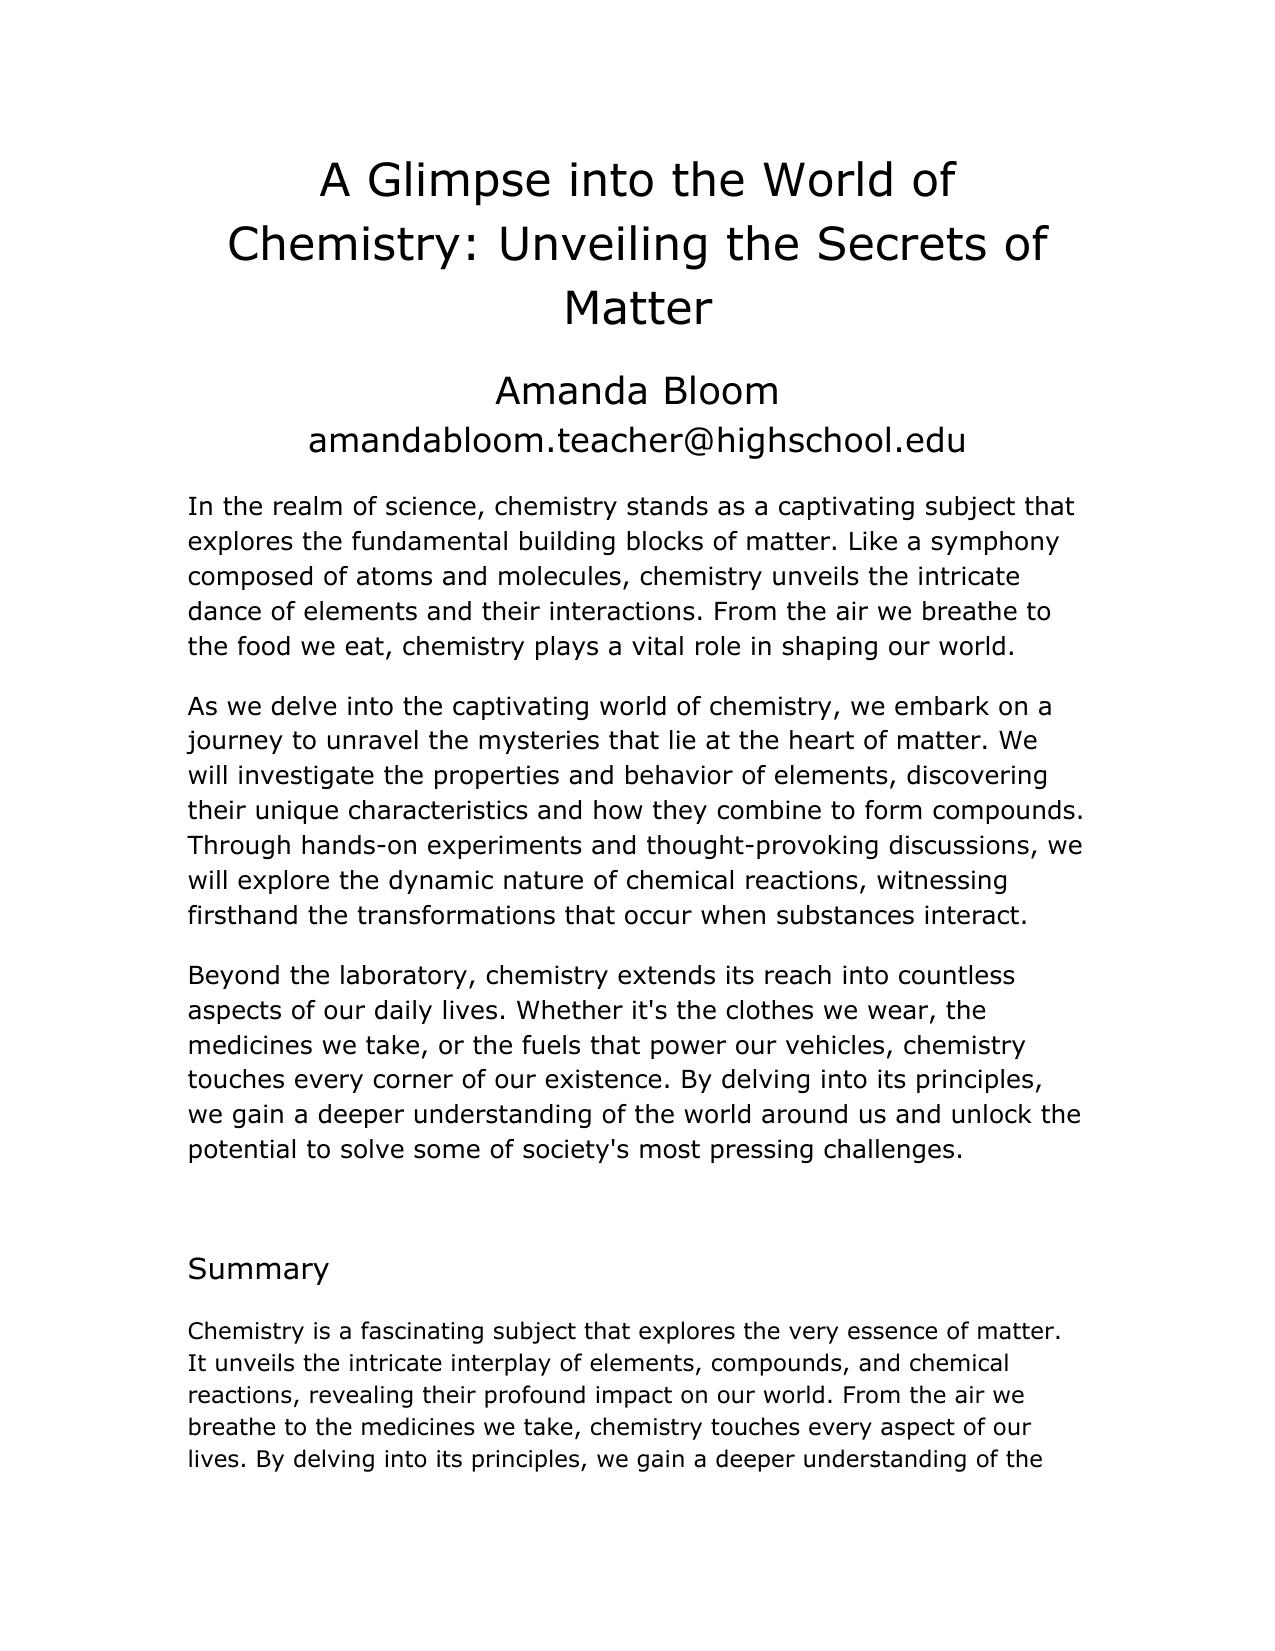 A Glimpse into the World of
Chemistry: Unveiling the Secrets of
Matter
Amanda Bloom
amandabloom.teacher@highschool.edu
In the realm of science, chemistry stands as a captivating subject that
explores the fundamental building blocks of matter. Like a symphony
composed of atoms and molecules, chemistry unveils the intricate
dance of elements and their interactions. From the air we breathe to
the food we eat, chemistry plays a vital role in shaping our world.
As we delve into the captivating world of chemistry, we embark on a
journey to unravel the mysteries that lie at the heart of matter. We
will investigate the properties and behavior of elements, discovering
their unique characteristics and how they combine to form compounds.
Through hands-on experiments and thought-provoking discussions, we
will explore the dynamic nature of chemical reactions, witnessing
firsthand the transformations that occur when substances interact.
Beyond the laboratory, chemistry extends its reach into countless
aspects of our daily lives. Whether it's the clothes we wear, the
medicines we take, or the fuels that power our vehicles, chemistry
touches every corner of our existence. By delving into its principles,
we gain a deeper understanding of the world around us and unlock the
potential to solve some of society's most pressing challenges.
Summary
Chemistry is a fascinating subject that explores the very essence of matter.
It unveils the intricate interplay of elements, compounds, and chemical
reactions, revealing their profound impact on our world. From the air we
breathe to the medicines we take, chemistry touches every aspect of our
lives. By delving into its principles, we gain a deeper understanding of the